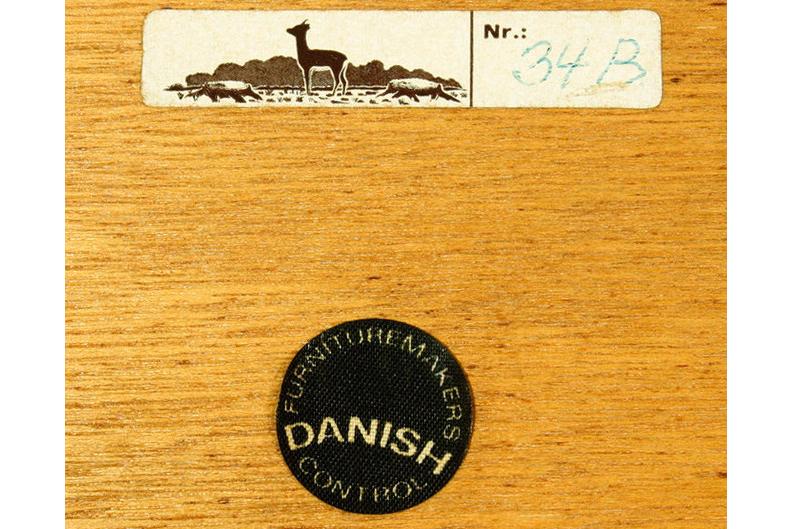 Nr.:
34 B
FURNITUREMAKERS
DANISH
CONTROL